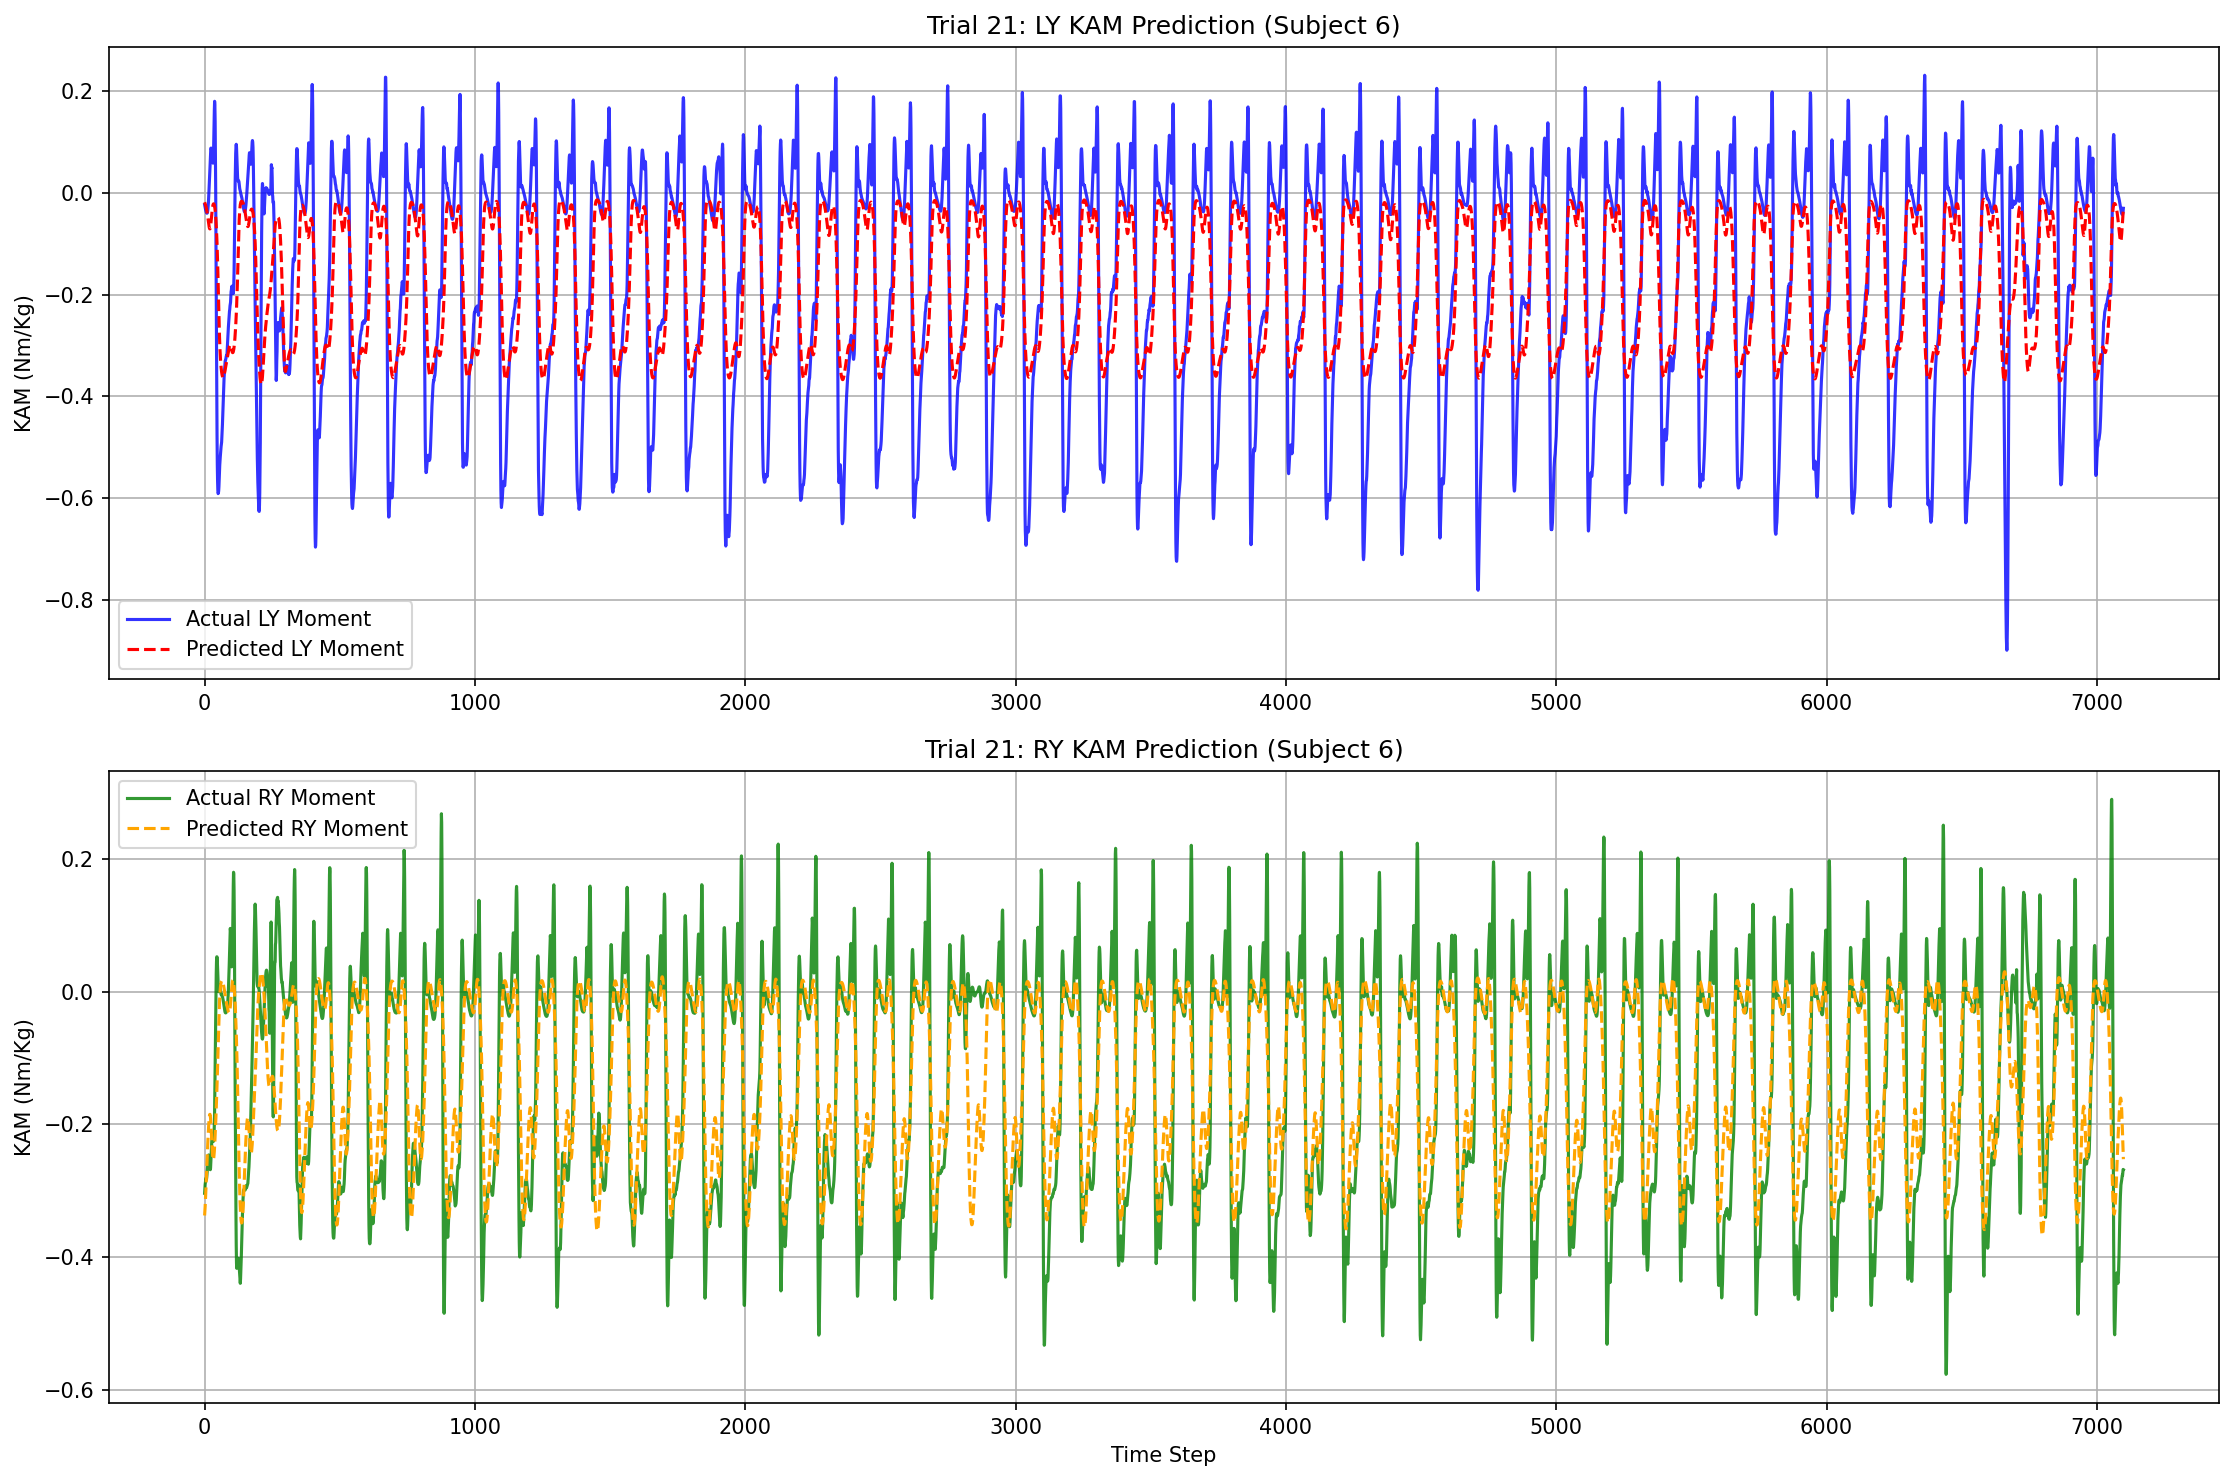 Trial 21: LY KAM Prediction (Subject 6)
KAM (Nm/Kg)
0.2
0.0
−0.2
−0.4
−0.6
−0.8
Actual LY Moment
Predicted LY Moment
0 1000 2000 3000 4000 5000 6000 7000
Trial 21: RY KAM Prediction (Subject 6)
KAM (Nm/Kg)
Actual RY Moment
Predicted RY Moment
0.2
0.0
−0.2
−0.4
−0.6
0 1000 2000 3000 4000 5000 6000 7000
Time Step